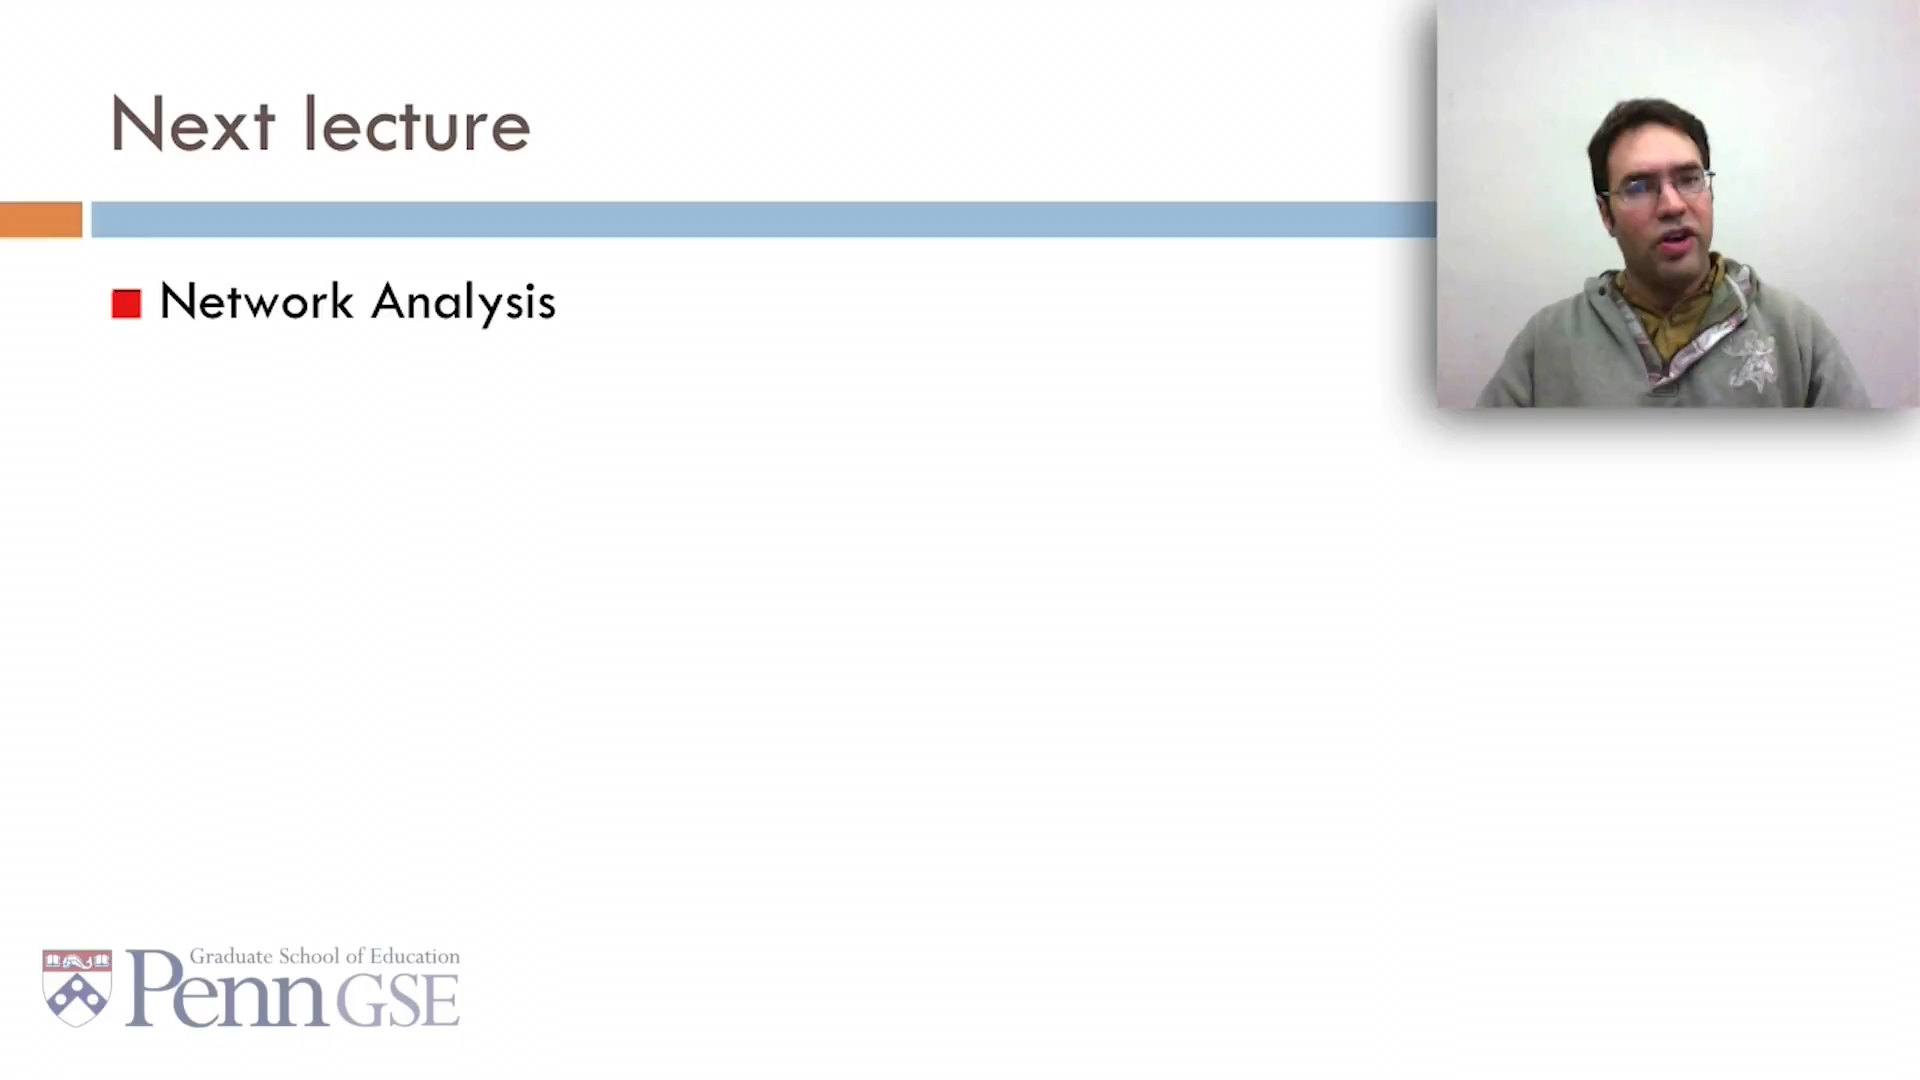 Next lecture
Network Analysis
Graduate School of Education
Penn GSE